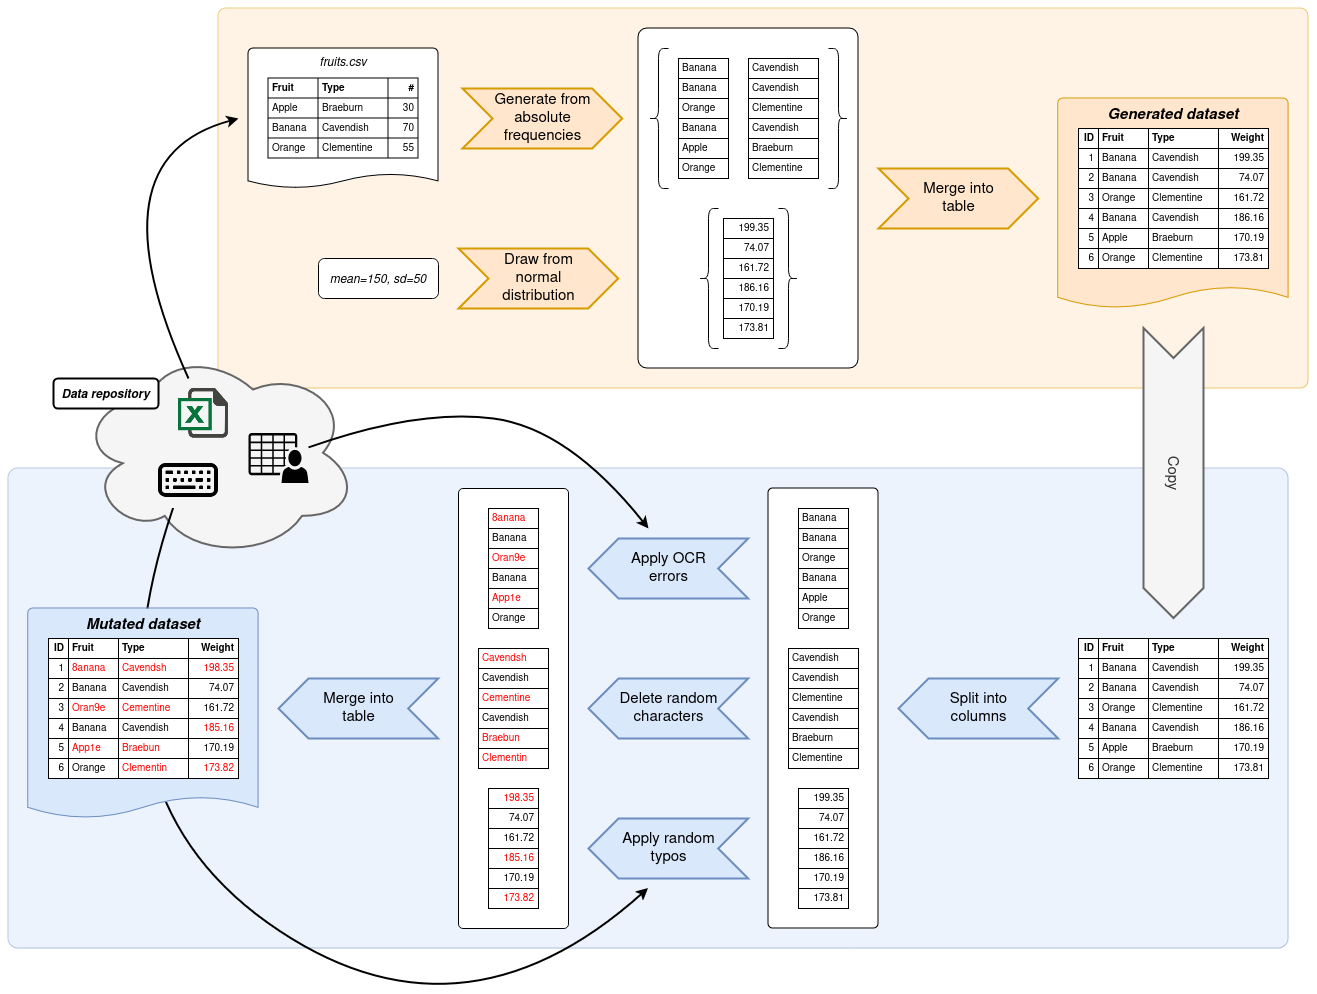 fruits.csv
Fruit Type #
Apple Braeburn 30
Banana Cavendish 70
Orange Clementine 55
Generate from
absolute
frequencies
mean=150, sd=50
Draw from
normal
distribution
Banana Cavendish
Banana Cavendish
Orange Clementine
Banana Cavendish
Apple Braeburn
Orange Clementine
199.35
74.07
161.72
186.16
170.19
173.81
Merge into
table
Generated dataset
ID Fruit Type Weight
1 Banana Cavendish 199.35
2 Banana Cavendish 74.07
3 Orange Clementine 161.72
4 Banana Cavendish 186.16
5 Apple Braeburn 170.19
6 Orange Clementine 173.81
Data repository
Copy
ID Fruit Type Weight
1 Banana Cavendish 199.35
2 Banana Cavendish 74.07
3 Orange Clementine 161.72
4 Banana Cavendish 186.16
5 Apple Braeburn 170.19
6 Orange Clementine 173.81
Split into
columns
Banana
Banana
Orange
Banana
Apple
Orange
Cavendish
Cavendish
Clementine
Cavendish
Braeburn
Clementine
199.35
74.07
161.72
186.16
170.19
173.81
Apply OCR
errors
Delete random
characters
Apply random
typos
8anana
Banana
Oran9e
Banana
App1e
Orange
Cavendsh
Cavendish
Cementine
Cavendish
Braebun
Clementin
198.35
74.07
161.72
185.16
170.19
173.82
Merge into
table
Mutated dataset
ID Fruit Type Weight
1 8anana Cavendsh 198.35
2 Banana Cavendish 74.07
3 Oran9e Cementine 161.72
4 Banana Cavendish 185.16
5 App1e Braebun 170.19
6 Orange Clementin 173.82